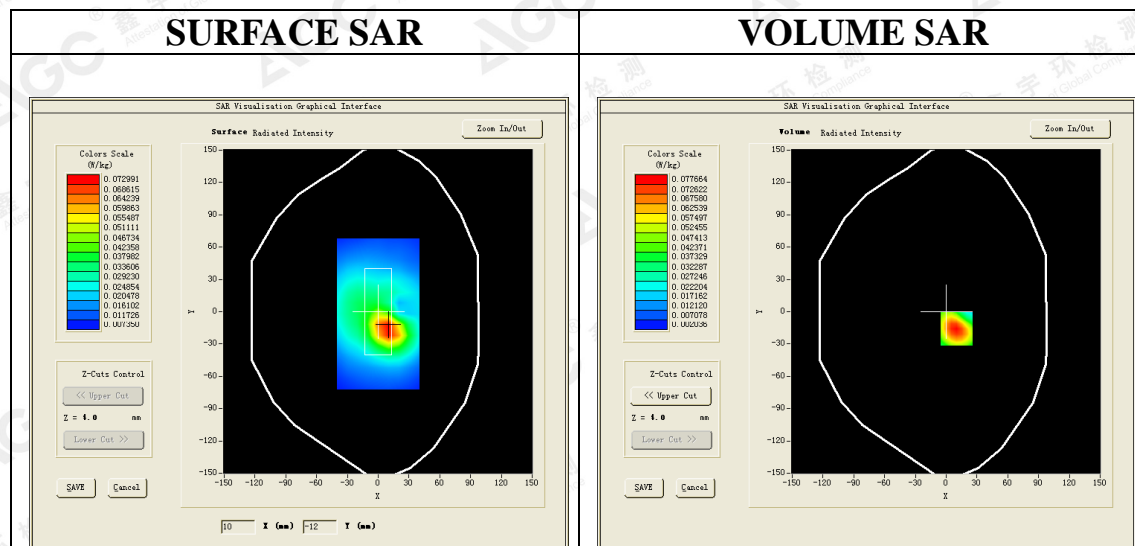 SURFACE SAR
VOLUME SAR
SAR Visualisation Graphical Interface
Surface Radiated Intensity
Zoom In/Out
Colors Scale
(W/kg)
0.072991
0.068615
0.064239
0.059863
0.055487
0.051111
0.046734
0.042358
0.037982
0.033606
0.029230
0.024854
0.020478
0.016102
0.011726
0.007350
150
120
90
60
30
0
-30
-60
-90
-120
-150
Y
-150 -120 -90 -60 -30 0 30 60 90 120 150
X
Z-Cuts Control
<< Upper Cut
Z = 4.0 mm
Lower Cut >>
SAVE Cancel
10 X (mm) -12 Y (mm)
SAR Visualisation Graphical Interface
Volume Radiated Intensity
Zoom In/Out
Colors Scale
(W/kg)
0.077664
0.072622
0.067580
0.062539
0.057497
0.052455
0.047413
0.042371
0.037329
0.032287
0.027246
0.022204
0.017162
0.012120
0.007078
0.002036
150
120
90
60
30
0
-30
-60
-90
-120
-150
Y
-150 -120 -90 -60 -30 0 30 60 90 120 150
X
Z-Cuts Control
<< Upper Cut
Z = 4.0 mm
Lower Cut >>
SAVE Cancel